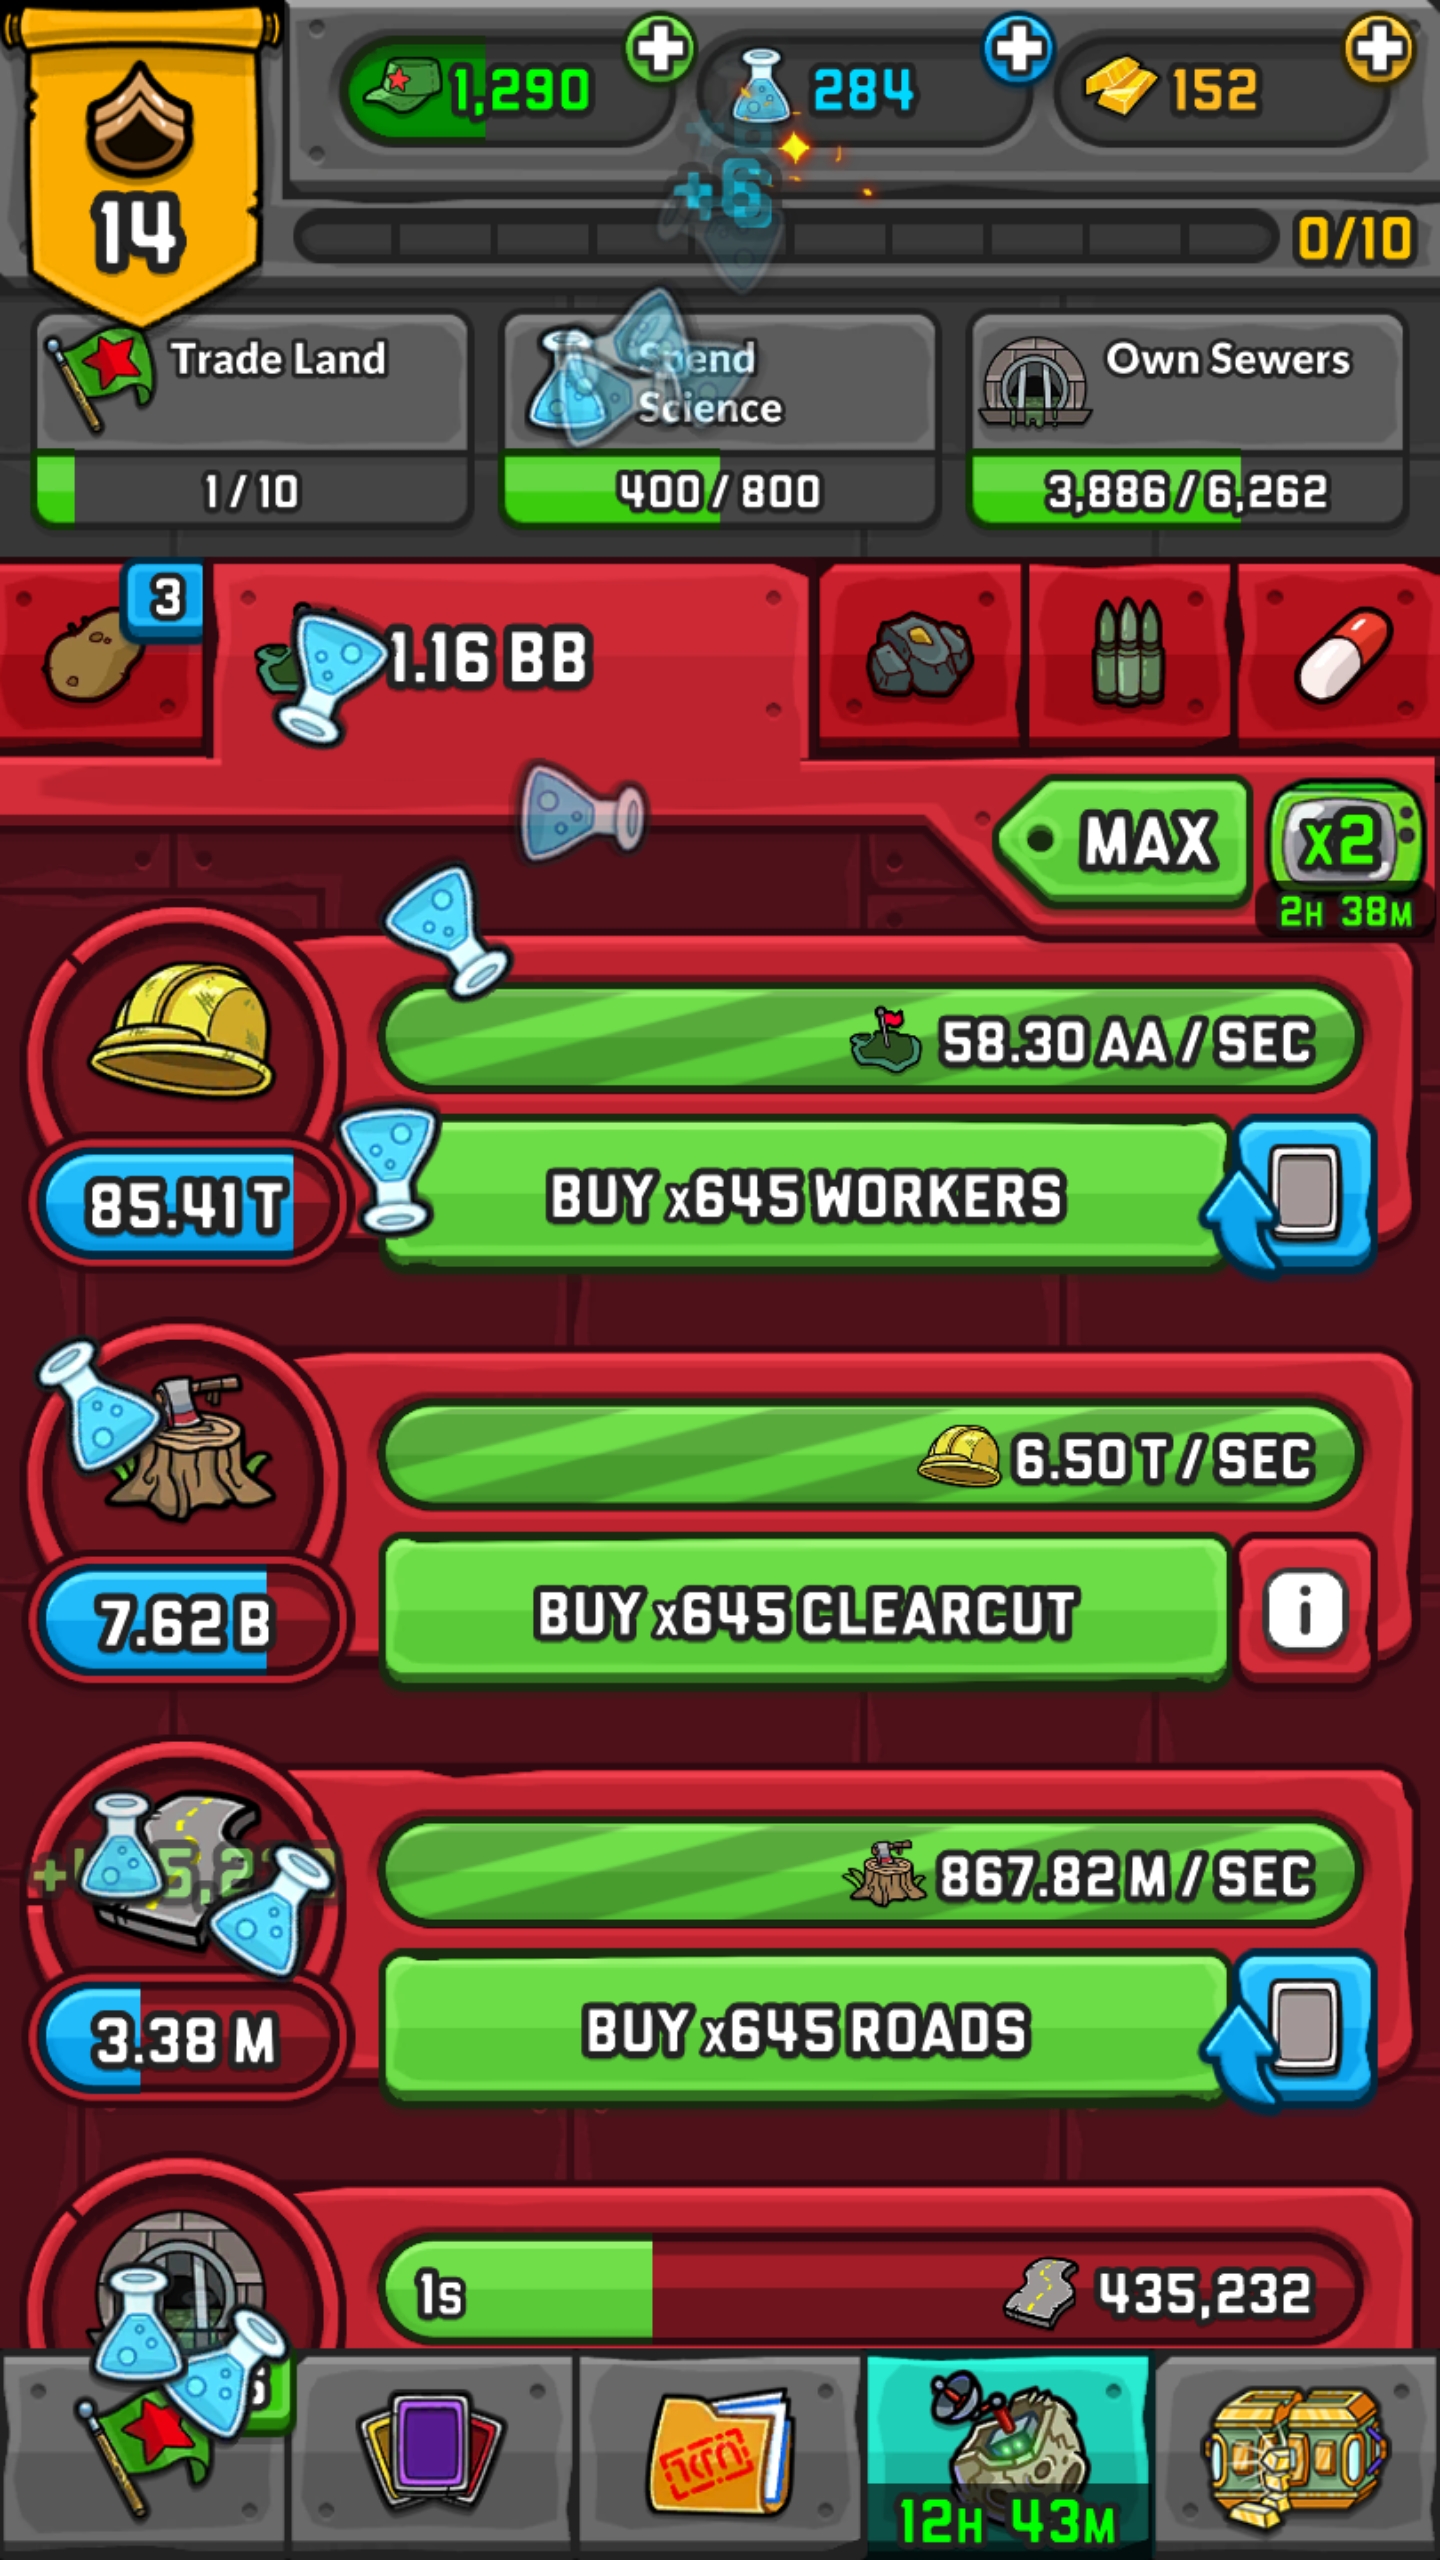 1,290
284
152
+6
14
0/10
Trade Land
Spend
Science
Own Sewers
1/10
400/800
3,886/6,262
3
1.16 BB
MAX
x2
2H 38M
58.30 AA/SEC
85.41 T
BUY x645 WORKERS
6.50 T/SEC
7.62 B
BUY x645 CLEARCUT
i
867.82 M/SEC
3.38 M
BUY x645 ROADS
1s
435,232
12H 43M